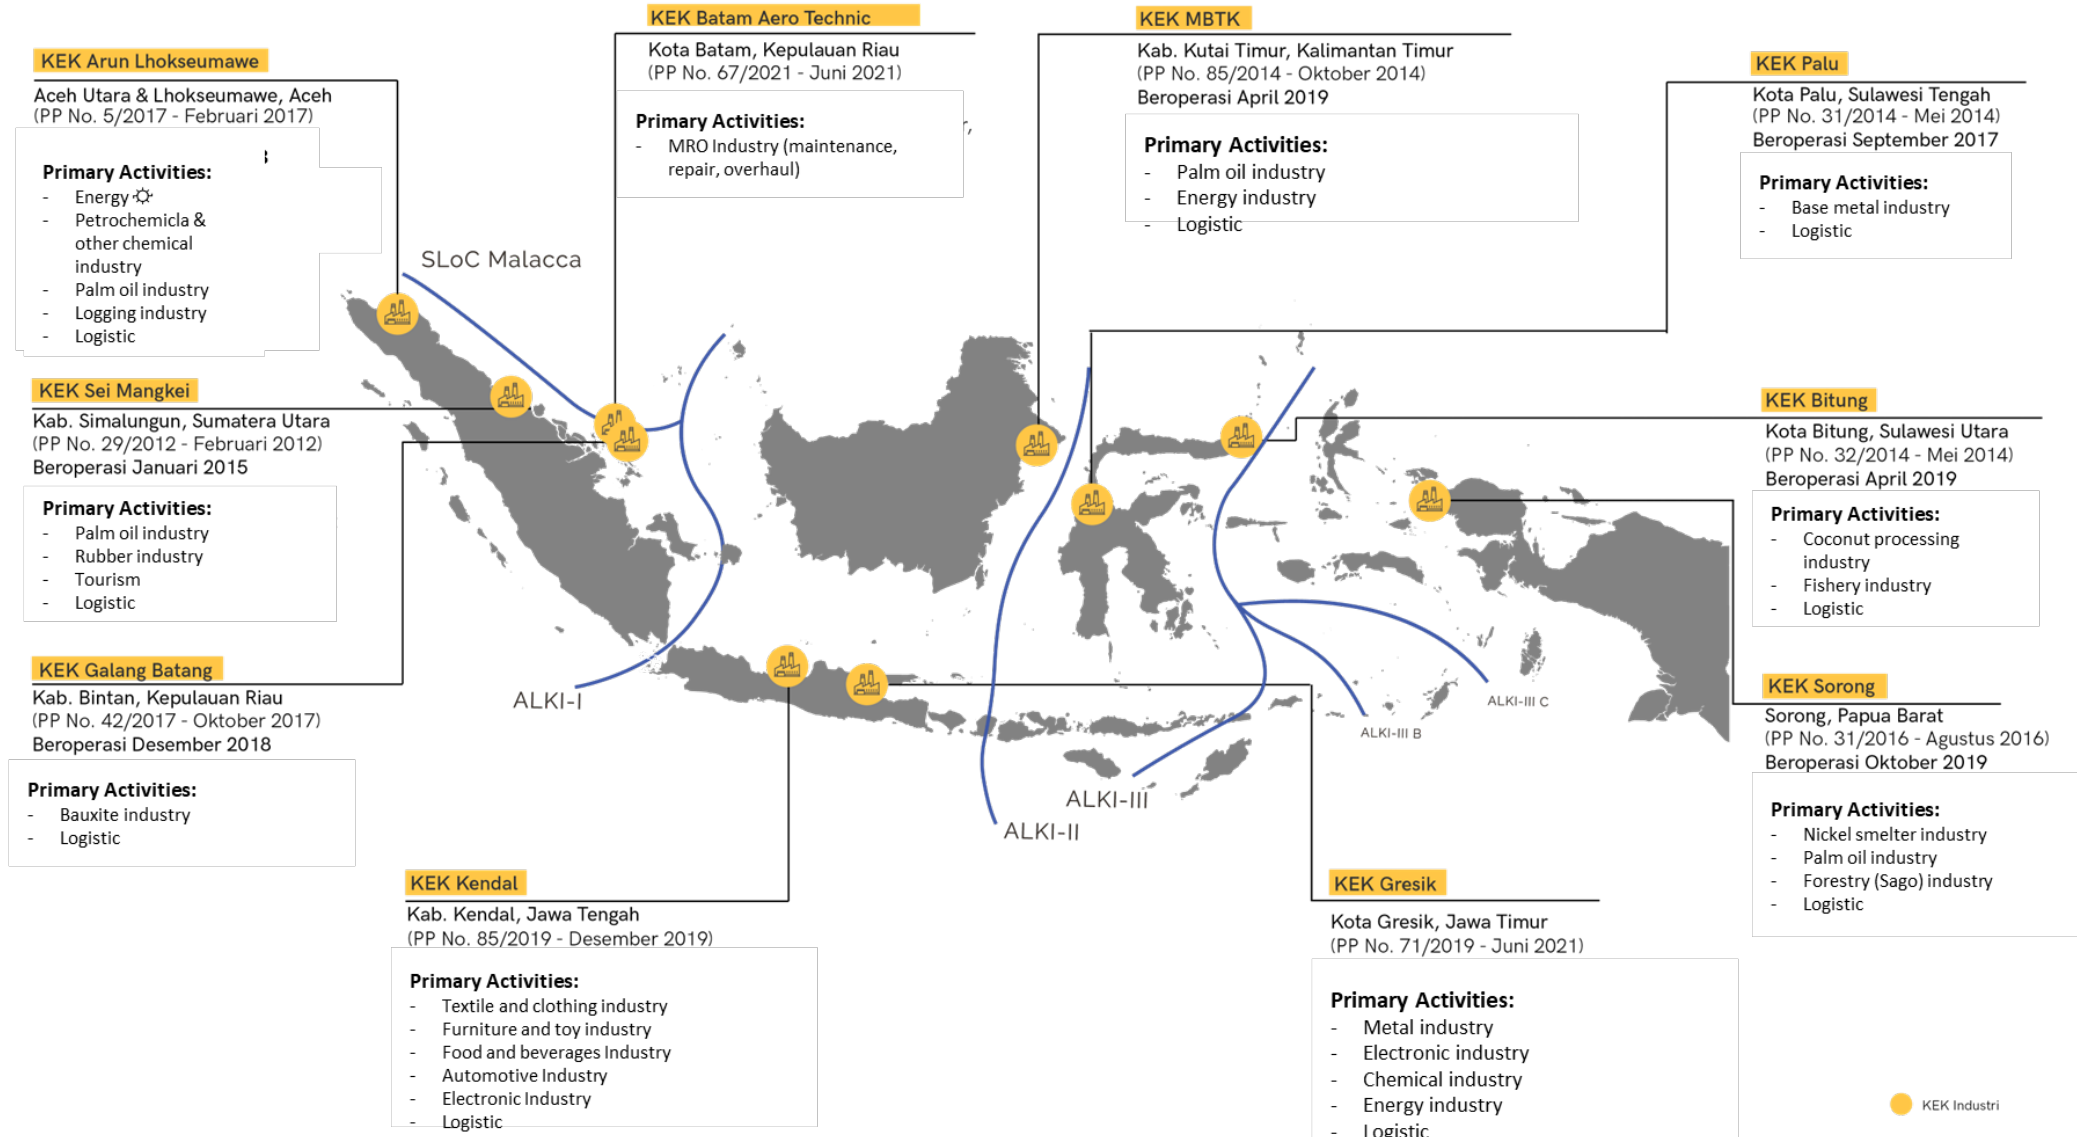 KEK Arun Lhokseumawe
Aceh Utara & Lhokseumawe, Aceh
(PP No. 5/2017 - Februari 2017)
Primary Activities:
- Energy
- Petrochemicla &
other chemical
industry
- Palm oil industry
- Logging industry
- Logistic
KEK Batam Aero Technic
Kota Batam, Kepulauan Riau
(PP No. 67/2021 - Juni 2021)
Primary Activities:
- MRO Industry (maintenance,
repair, overhaul)
KEK MBTK
Kab. Kutai Timur, Kalimantan Timur
(PP No. 85/2014 - Oktober 2014)
Beroperasi April 2019
Primary Activities:
- Palm oil industry
- Energy industry
- Logistic
KEK Palu
Kota Palu, Sulawesi Tengah
(PP No. 31/2014 - Mei 2014)
Beroperasi September 2017
Primary Activities:
- Base metal industry
- Logistic
SLoC Malacca
KEK Sei Mangkei
Kab. Simalungun, Sumatera Utara
(PP No. 29/2012 - Februari 2012)
Beroperasi Januari 2015
Primary Activities:
- Palm oil industry
- Rubber industry
- Tourism
- Logistic
KEK Bitung
Kota Bitung, Sulawesi Utara
(PP No. 32/2014 - Mei 2014)
Beroperasi April 2019
Primary Activities:
- Coconut processing
industry
- Fishery industry
- Logistic
KEK Galang Batang
Kab. Bintan, Kepulauan Riau
(PP No. 42/2017 - Oktober 2017)
Beroperasi Desember 2018
Primary Activities:
- Bauxite industry
- Logistic
ALKI-I
ALKI-II
ALKI-III
ALKI-III B
ALKI-III C
KEK Sorong
Sorong, Papua Barat
(PP No. 31/2016 - Agustus 2016)
Beroperasi Oktober 2019
Primary Activities:
- Nickel smelter industry
- Palm oil industry
- Forestry (Sago) industry
- Logistic
KEK Kendal
Kab. Kendal, Jawa Tengah
(PP No. 85/2019 - Desember 2019)
Primary Activities:
- Textile and clothing industry
- Furniture and toy industry
- Food and beverages Industry
- Automotive Industry
- Electronic Industry
- Logistic
KEK Gresik
Kota Gresik, Jawa Timur
(PP No. 71/2019 - Juni 2021)
Primary Activities:
- Metal industry
- Electronic industry
- Chemical industry
- Energy industry
- Logistic
KEK Industri